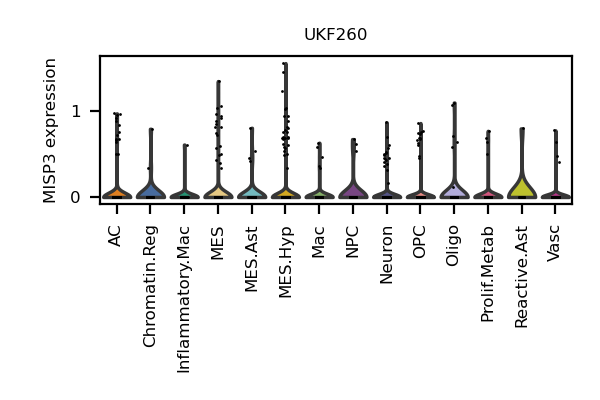 UKF260
MISP3 expression
1
0
AC
Chromatin.Reg
Inflammatory.Mac
MES
MES.Ast
MES.Hyp
Mac
NPC
Neuron
OPC
Oligo
Prolif.Metab
Reactive.Ast
Vasc